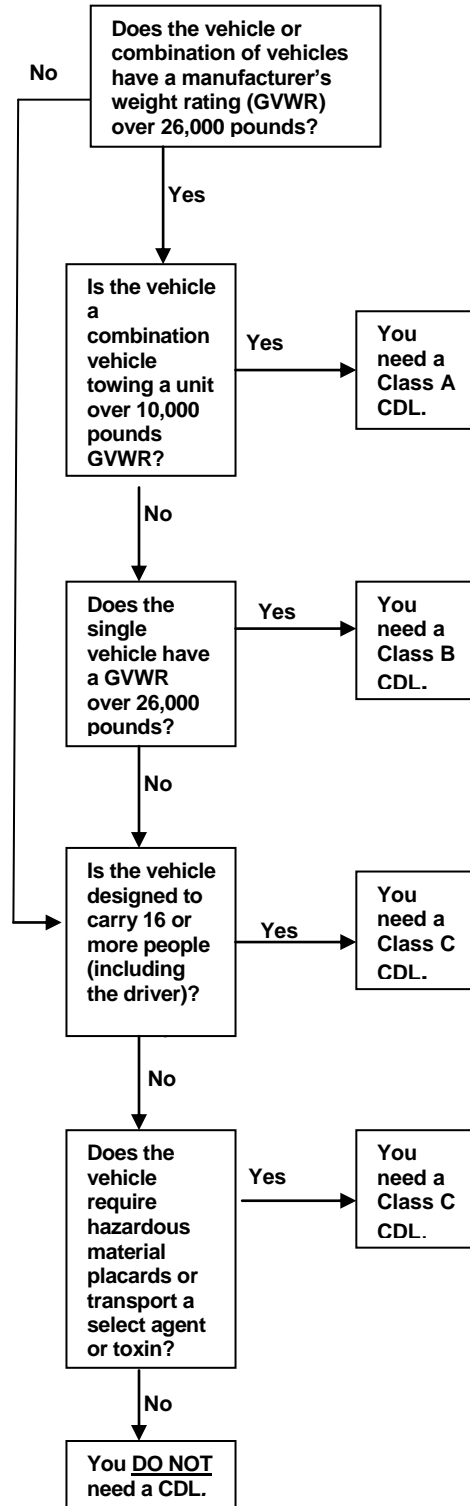 Does the vehicle or
combination of vehicles
have a manufacturer's
weight rating (GVWR)
over 26,000 pounds?
No
Yes
Is the vehicle
a
combination
vehicle
towing a unit
over 10,000
pounds
GVWR?
Yes
You
need a
Class A
CDL.
No
Does the
single
vehicle have
a GVWR
over 26,000
pounds?
Yes
You
need a
Class B
CDL.
No
Is the vehicle
designed to
carry 16 or
more people
(including
the driver)?
Yes
You
need a
Class C
CDL.
No
Does the
vehicle
require
hazardous
material
placards or
transport a
select agent
or toxin?
Yes
You
need a
Class C
CDL.
No
You DO NOT
need a CDL.